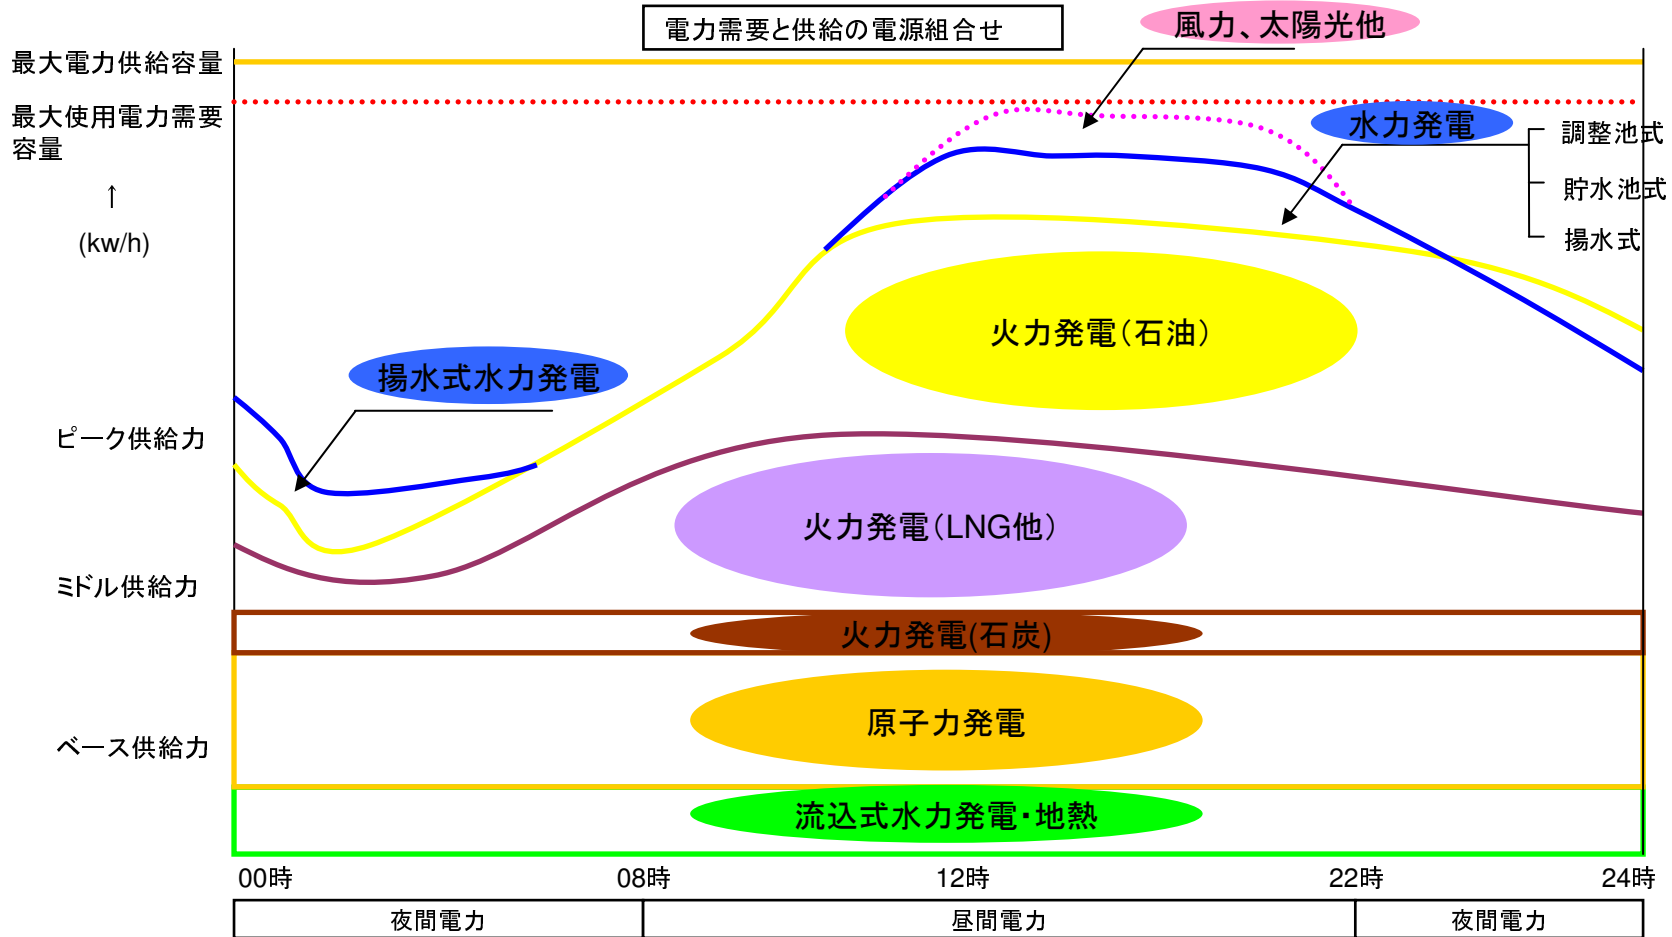 電力需要と供給の電源組合せ
風力、太陽光他
最大電力供給容量
最大使用電力需要
容量
↑
(kw/h)
水力発電
調整池式
貯水池式
揚水式
火力発電（石油）
揚水式水力発電
ピーク供給力
火力発電（LNG他）
ミドル供給力
火力発電(石炭)
原子力発電
ベース供給力
流込式水力発電・地熱
00時 08時 12時 22時 24時
夜間電力 昼間電力 夜間電力